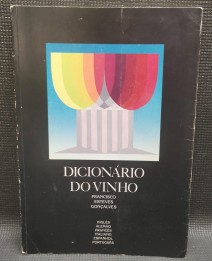 DICIONÁRIO
DO VINHO
FRANCISCO
ESTEVES
GONÇALVES
INGLÊS
ALEMÃO
FRANCÊS
ITALIANO
ESPANHOL
PORTUGUÊS